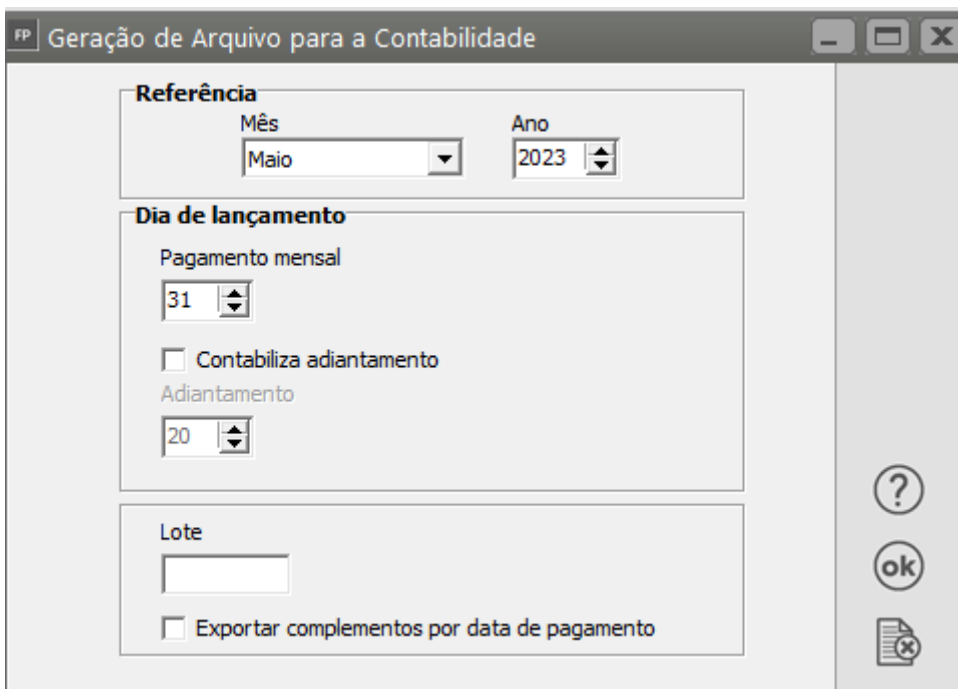 FP Geração de Arquivo para a Contabilidade
Referência
Mês Ano
Maio 2023
Dia de lançamento
Pagamento mensal
31
Contabiliza adiantamento
Adiantamento
20
?
Lote
ok
Exportar complementos por data de pagamento